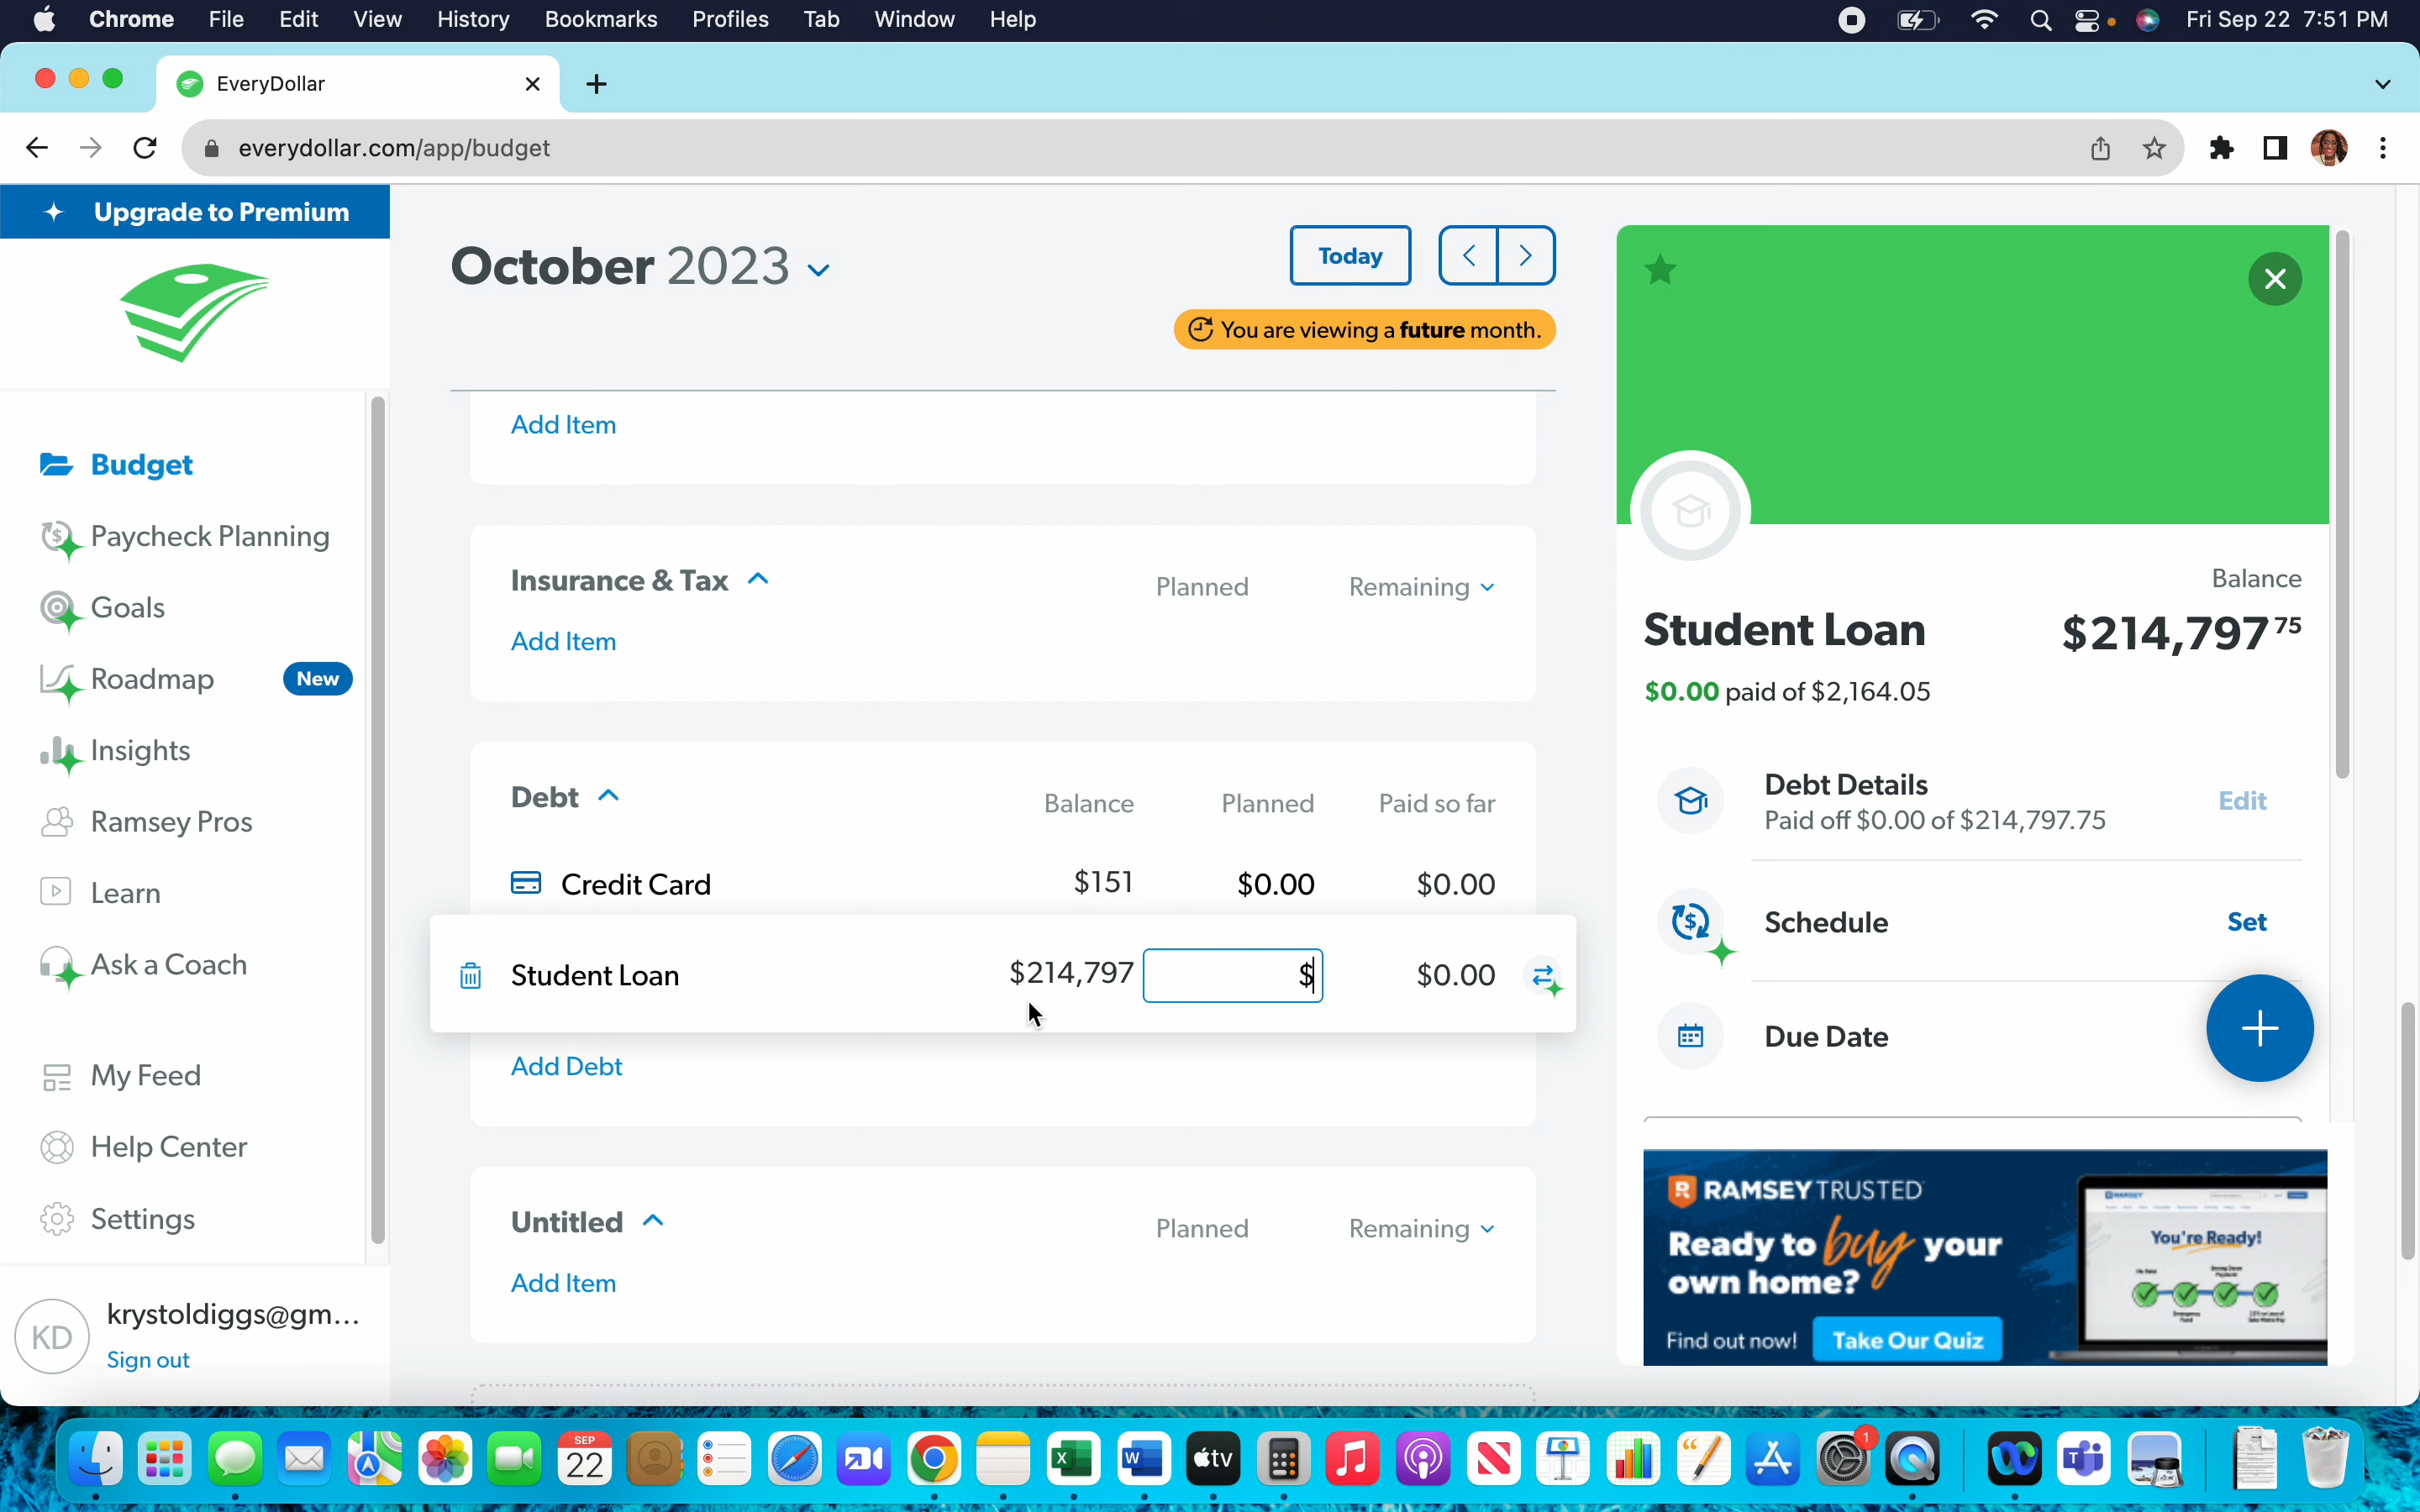 Chrome File Edit View History Bookmarks Profiles Tab Window Help Fri Sep 22 7:51 PM
EveryDollar
everydollar.com/app/budget
Upgrade to Premium
Budget
Paycheck Planning
Goals
Roadmap New
Insights
Ramsey Pros
Learn
Ask a Coach
My Feed
Help Center
Settings
KD
krystoldiggs@gm...
Sign out
October 2023
Today
You are viewing a future month.
Add Item
Insurance & Tax Planned Remaining
Add Item
Debt Balance Planned Paid so far
Credit Card $151 $0.00 $0.00
Student Loan $214,797 $ $0.00
Add Debt
Untitled Planned Remaining
Add Item
Balance
Student Loan $214,797 75
$0.00 paid of $2,164.05
Debt Details
Paid off $0.00 of $214,797.75
Edit
Schedule Set
Due Date
RAMSEY TRUSTED
Ready to buy your
own home?
Find out now! Take Our Quiz
You're Ready!
SEP
22
tv
1